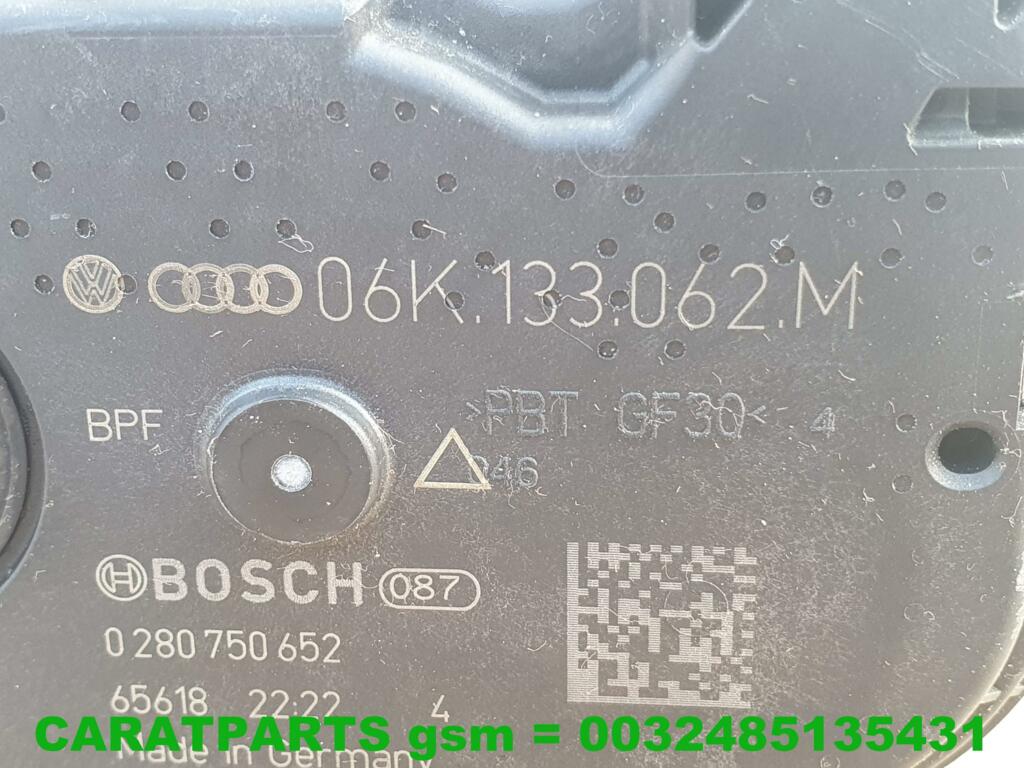 06K.133.062.M
>PBT GF30< 4
BPF
046
BOSCH 087
0 280 750 652
65618 22:22 4
Made in Germany
CARATPARTS gsm = 0032485135431